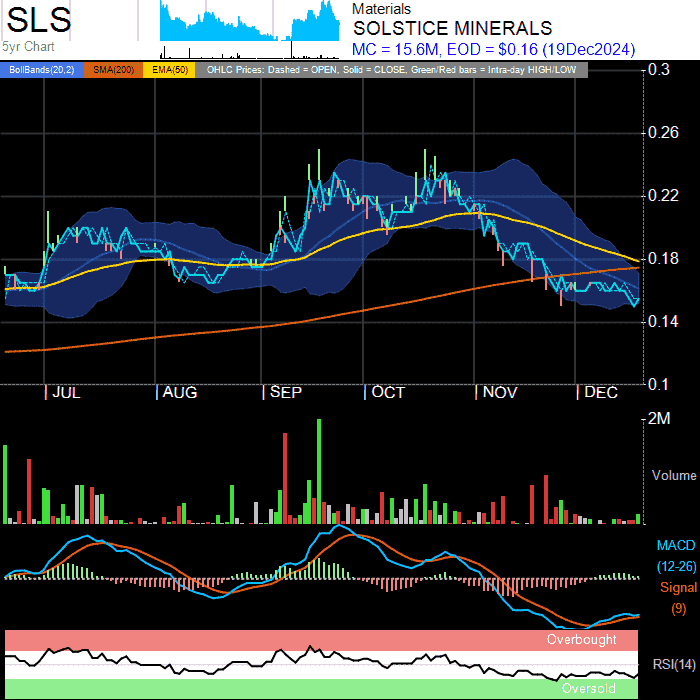 SLS
5yr Chart
Materials
SOLSTICE MINERALS
MC = 15.6M, EOD = $0.16 (19Dec2024)
BollBands(20,2) SMA(200) EMA(50) OHLC Prices: Dashed = OPEN, Solid = CLOSE, Green/Red bars = Intra-day HIGH/LOW
0.3
0.26
0.22
0.18
0.14
0.1
| JUL | AUG | SEP | OCT | NOV | DEC
2M
Volume
MACD
(12-26)
Signal
(9)
Overbought
RSI(14)
Oversold